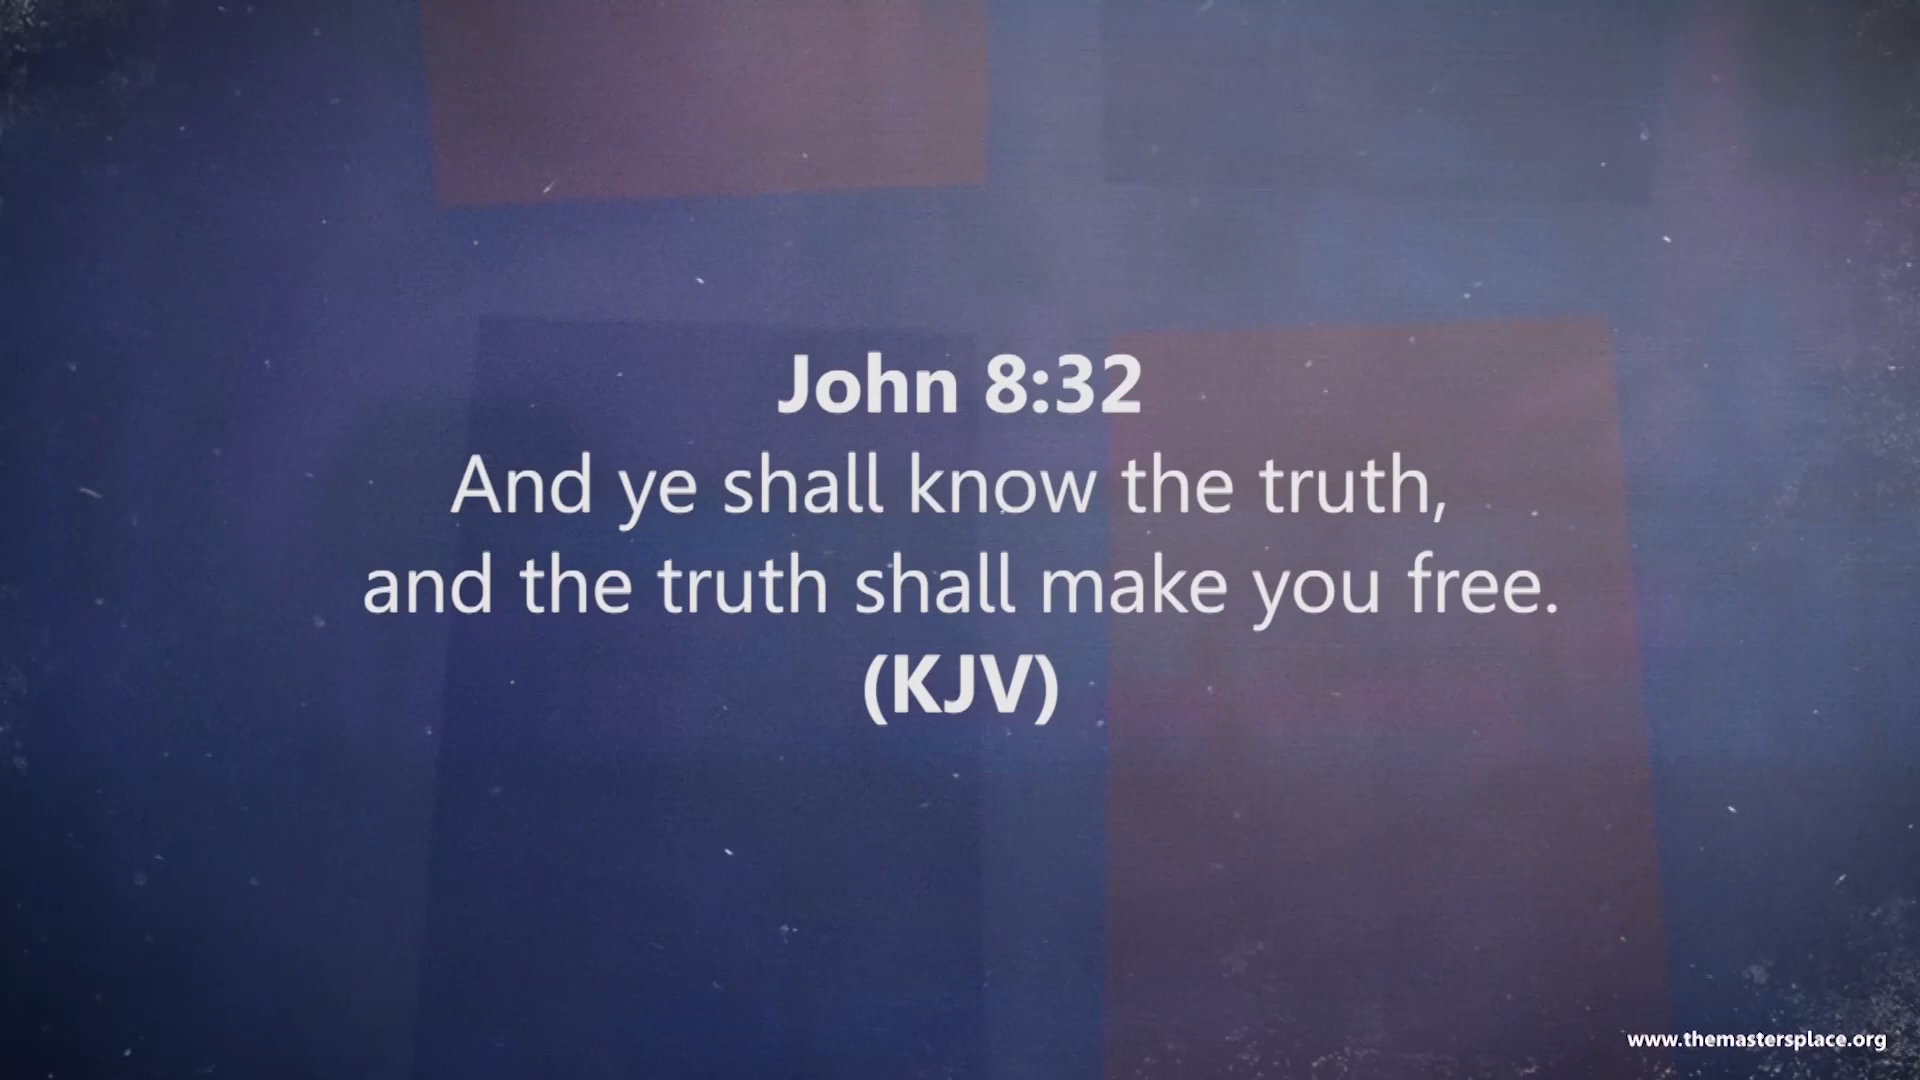 John 8:32
And ye shall know the truth,
and the truth shall make you free.
(KJV)
www.themastersplace.org